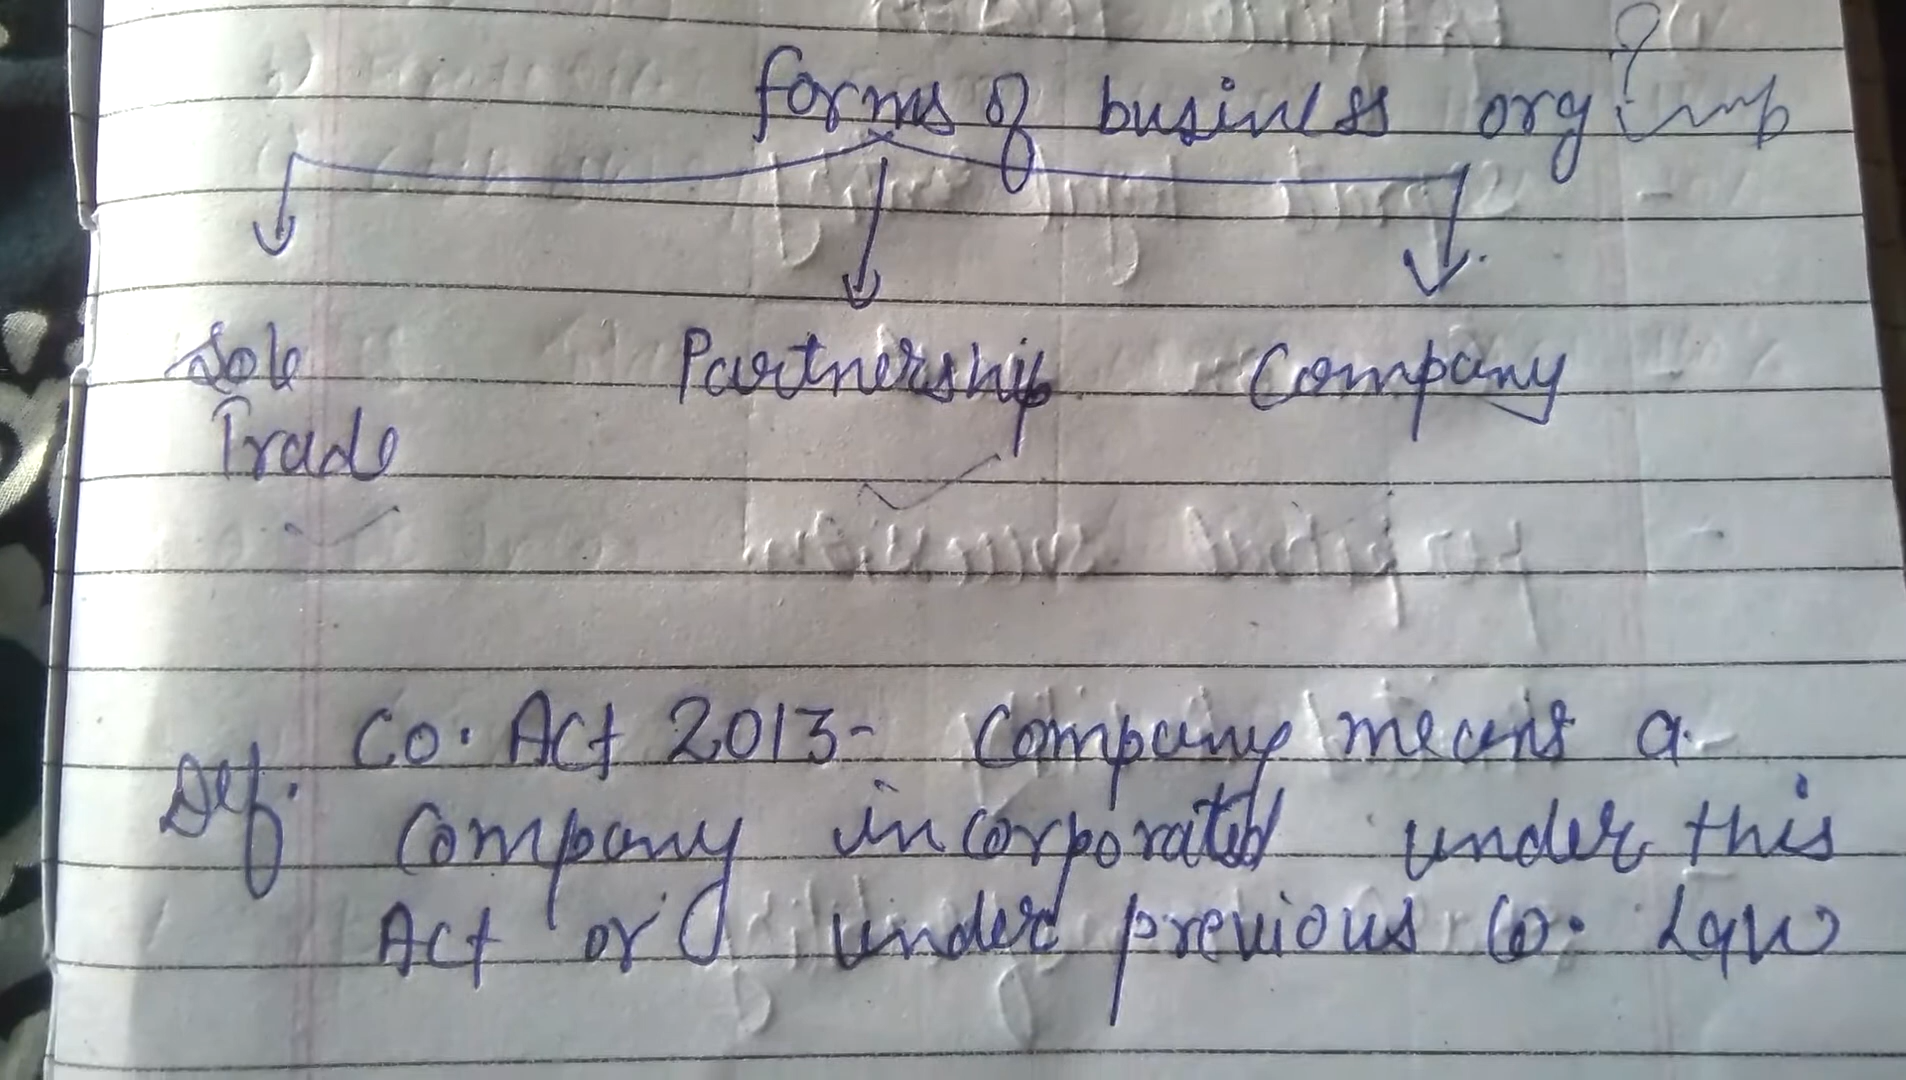 forms of business org imp
Sole Partnership Company
Trade
Co. Act 2013- Company means a
Def. Company incorporated under this
Act or under previous Co. Law